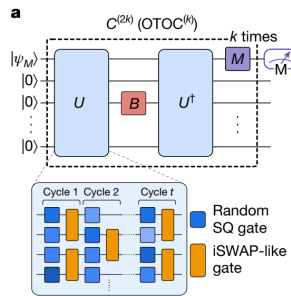 a
C^(2k) (OTOC^(k))
k times
|ψ_M⟩
|0⟩
|0⟩
|0⟩
U
B
U†
M
M
⋮
⋮
Cycle 1 Cycle 2 Cycle t
...
⋮
Random
SQ gate
iSWAP-like
gate